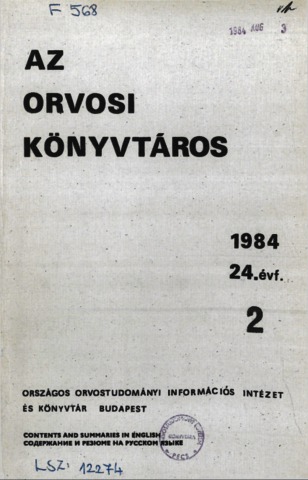 F 568
1984 AUG 3
AZ
ORVOSI
KÖNYVTÁROS
1984
24.évf.
2
ORSZÁGOS ORVOSTUDOMÁNYI INFORMÁCIÓS INTÉZET
ÉS KÖNYVTÁR BUDAPEST
CONTENTS AND SUMMARIES IN ENGLISH
СОДЕРЖАНИЕ И РЕЗЮМЕ НА РУССКОМ ЯЗЫКЕ
PÉCS
LSZ: 12274